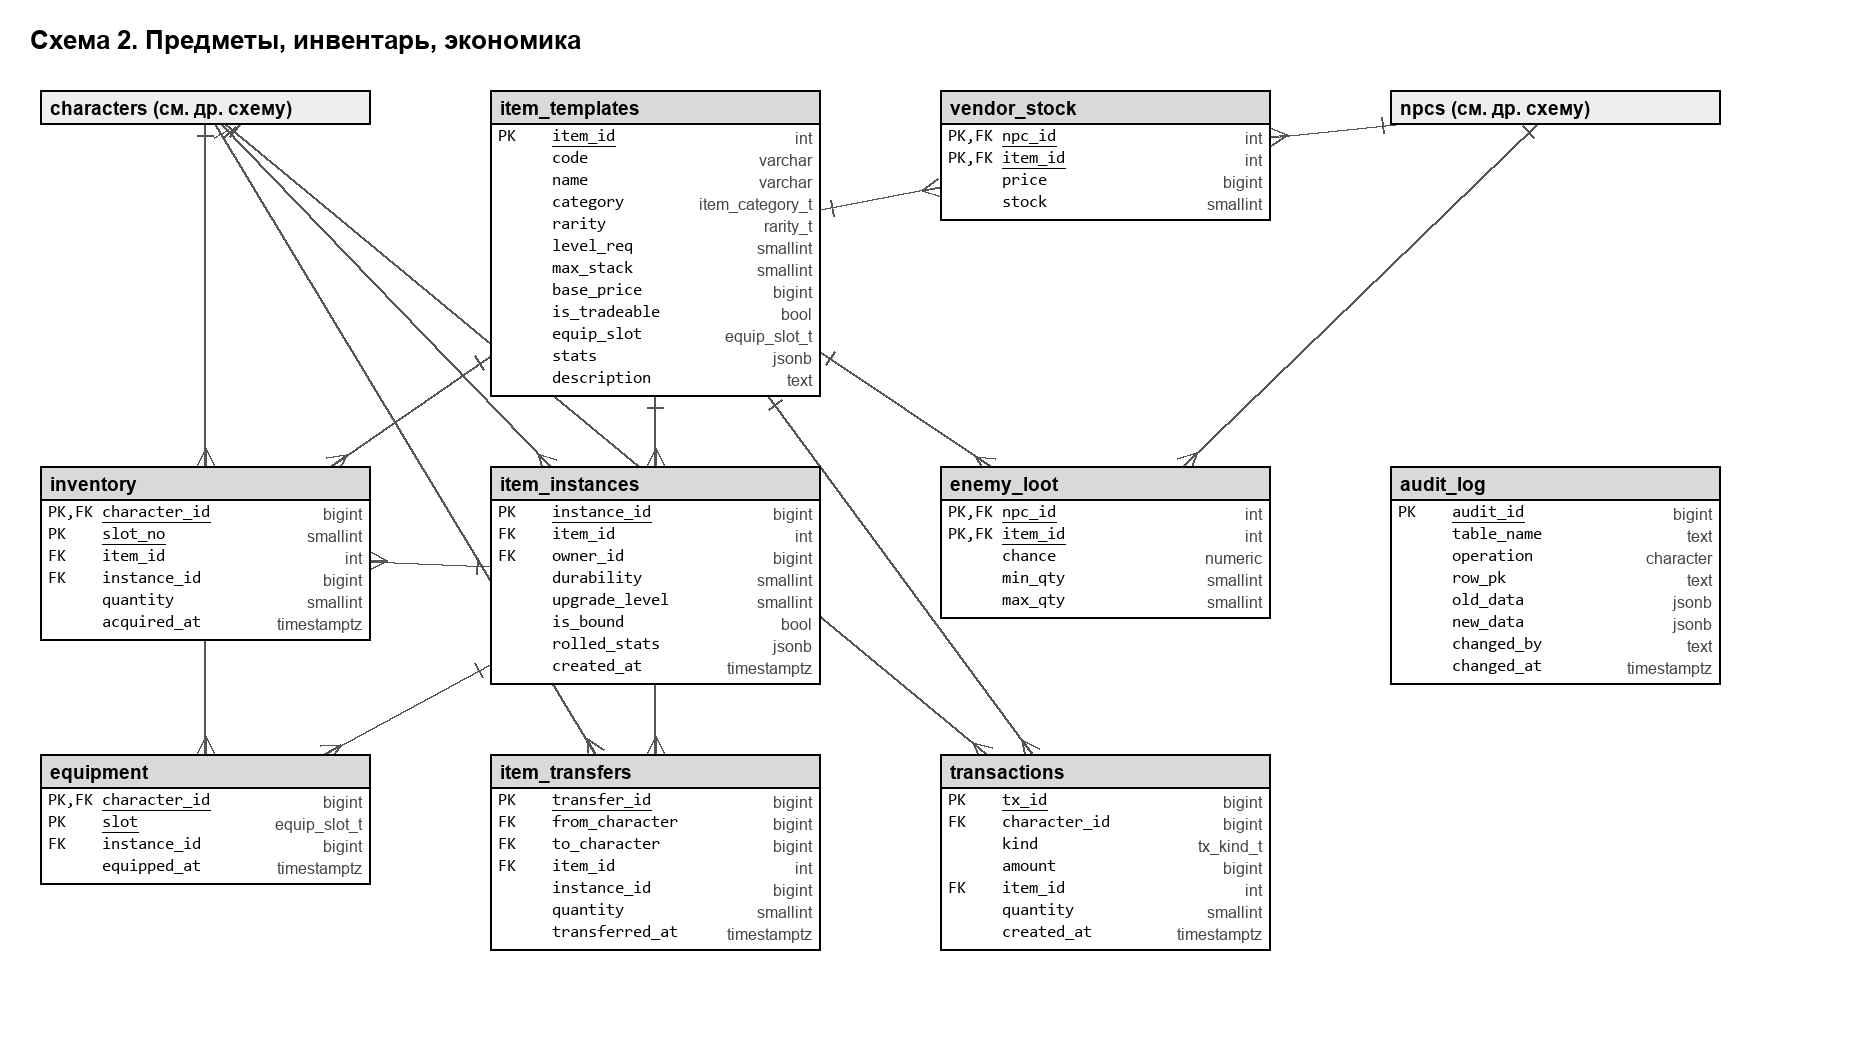 Схема 2. Предметы, инвентарь, экономика
characters (см. др. схему)
item_templates
PK item_id int
code varchar
name varchar
category item_category_t
rarity rarity_t
level_req smallint
max_stack smallint
base_price bigint
is_tradeable bool
equip_slot equip_slot_t
stats jsonb
description text
vendor_stock
PK,FK npc_id int
PK,FK item_id int
price bigint
stock smallint
npcs (см. др. схему)
inventory
PK,FK character_id bigint
PK slot_no smallint
FK item_id int
FK instance_id bigint
quantity smallint
acquired_at timestamptz
item_instances
PK instance_id bigint
FK item_id int
FK owner_id bigint
durability smallint
upgrade_level smallint
is_bound bool
rolled_stats jsonb
created_at timestamptz
enemy_loot
PK,FK npc_id int
PK,FK item_id int
chance numeric
min_qty smallint
max_qty smallint
audit_log
PK audit_id bigint
table_name text
operation character
row_pk text
old_data jsonb
new_data jsonb
changed_by text
changed_at timestamptz
equipment
PK,FK character_id bigint
PK slot equip_slot_t
FK instance_id bigint
equipped_at timestamptz
item_transfers
PK transfer_id bigint
FK from_character bigint
FK to_character bigint
FK item_id int
instance_id bigint
quantity smallint
transferred_at timestamptz
transactions
PK tx_id bigint
FK character_id bigint
kind tx_kind_t
amount bigint
FK item_id int
quantity smallint
created_at timestamptz